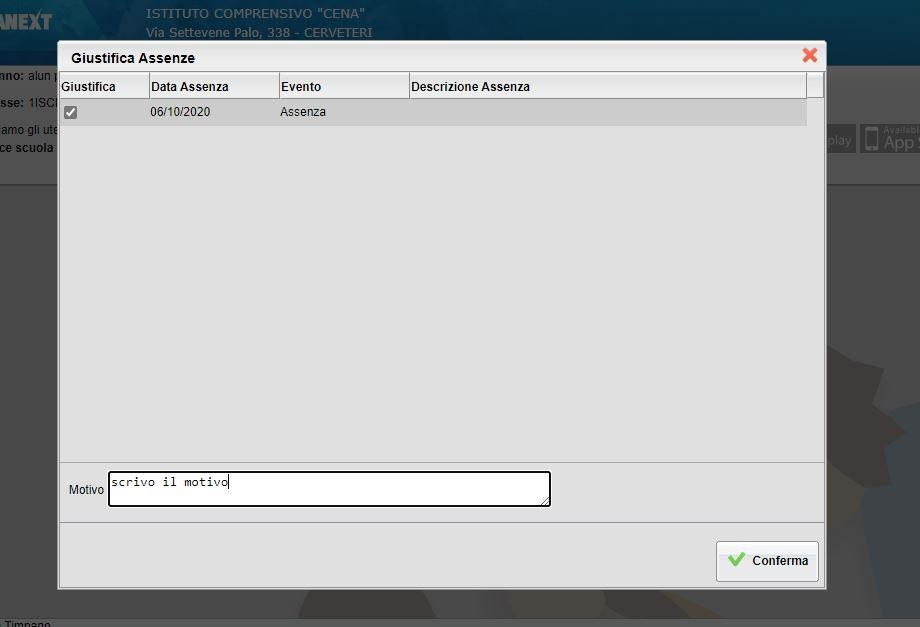 ANEXT
ISTITUTO COMPRENSIVO "CENA"
Via Settevene Palo, 338 - CERVETERI
nno: alun p
sse: 1ISC
amo gli ute
ce scuola
play
Available
App S
Giustifica Assenze
Giustifica Data Assenza Evento Descrizione Assenza
06/10/2020 Assenza
Motivo scrivo il motivo
Conferma
Timpano